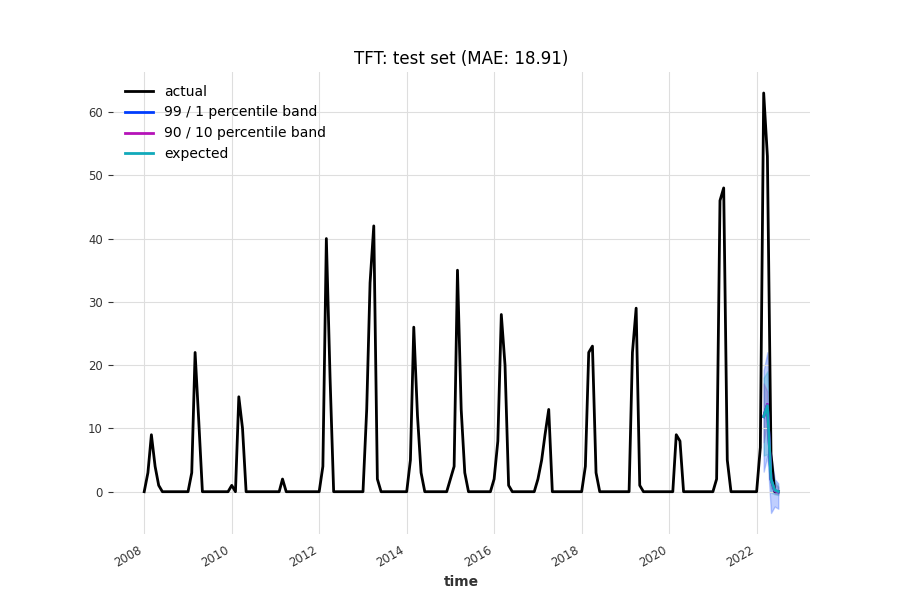 TFT: test set (MAE: 18.91)
actual
99 / 1 percentile band
90 / 10 percentile band
expected
60
50
40
30
20
10
0
2008
2010
2012
2014
2016
2018
2020
2022
time